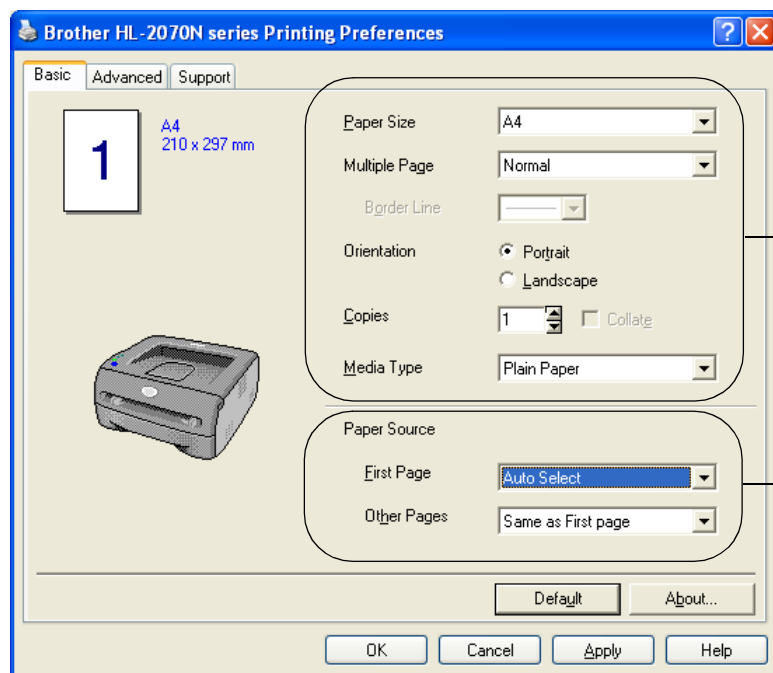 Brother HL-2070N series Printing Preferences
Basic Advanced Support
1
A4
210 x 297 mm
Paper Size A4
Multiple Page Normal
Border Line
Orientation Portrait
Landscape
Copies 1 Collate
Media Type Plain Paper
Paper Source
First Page Auto Select
Other Pages Same as First page
Default About...
OK Cancel Apply Help